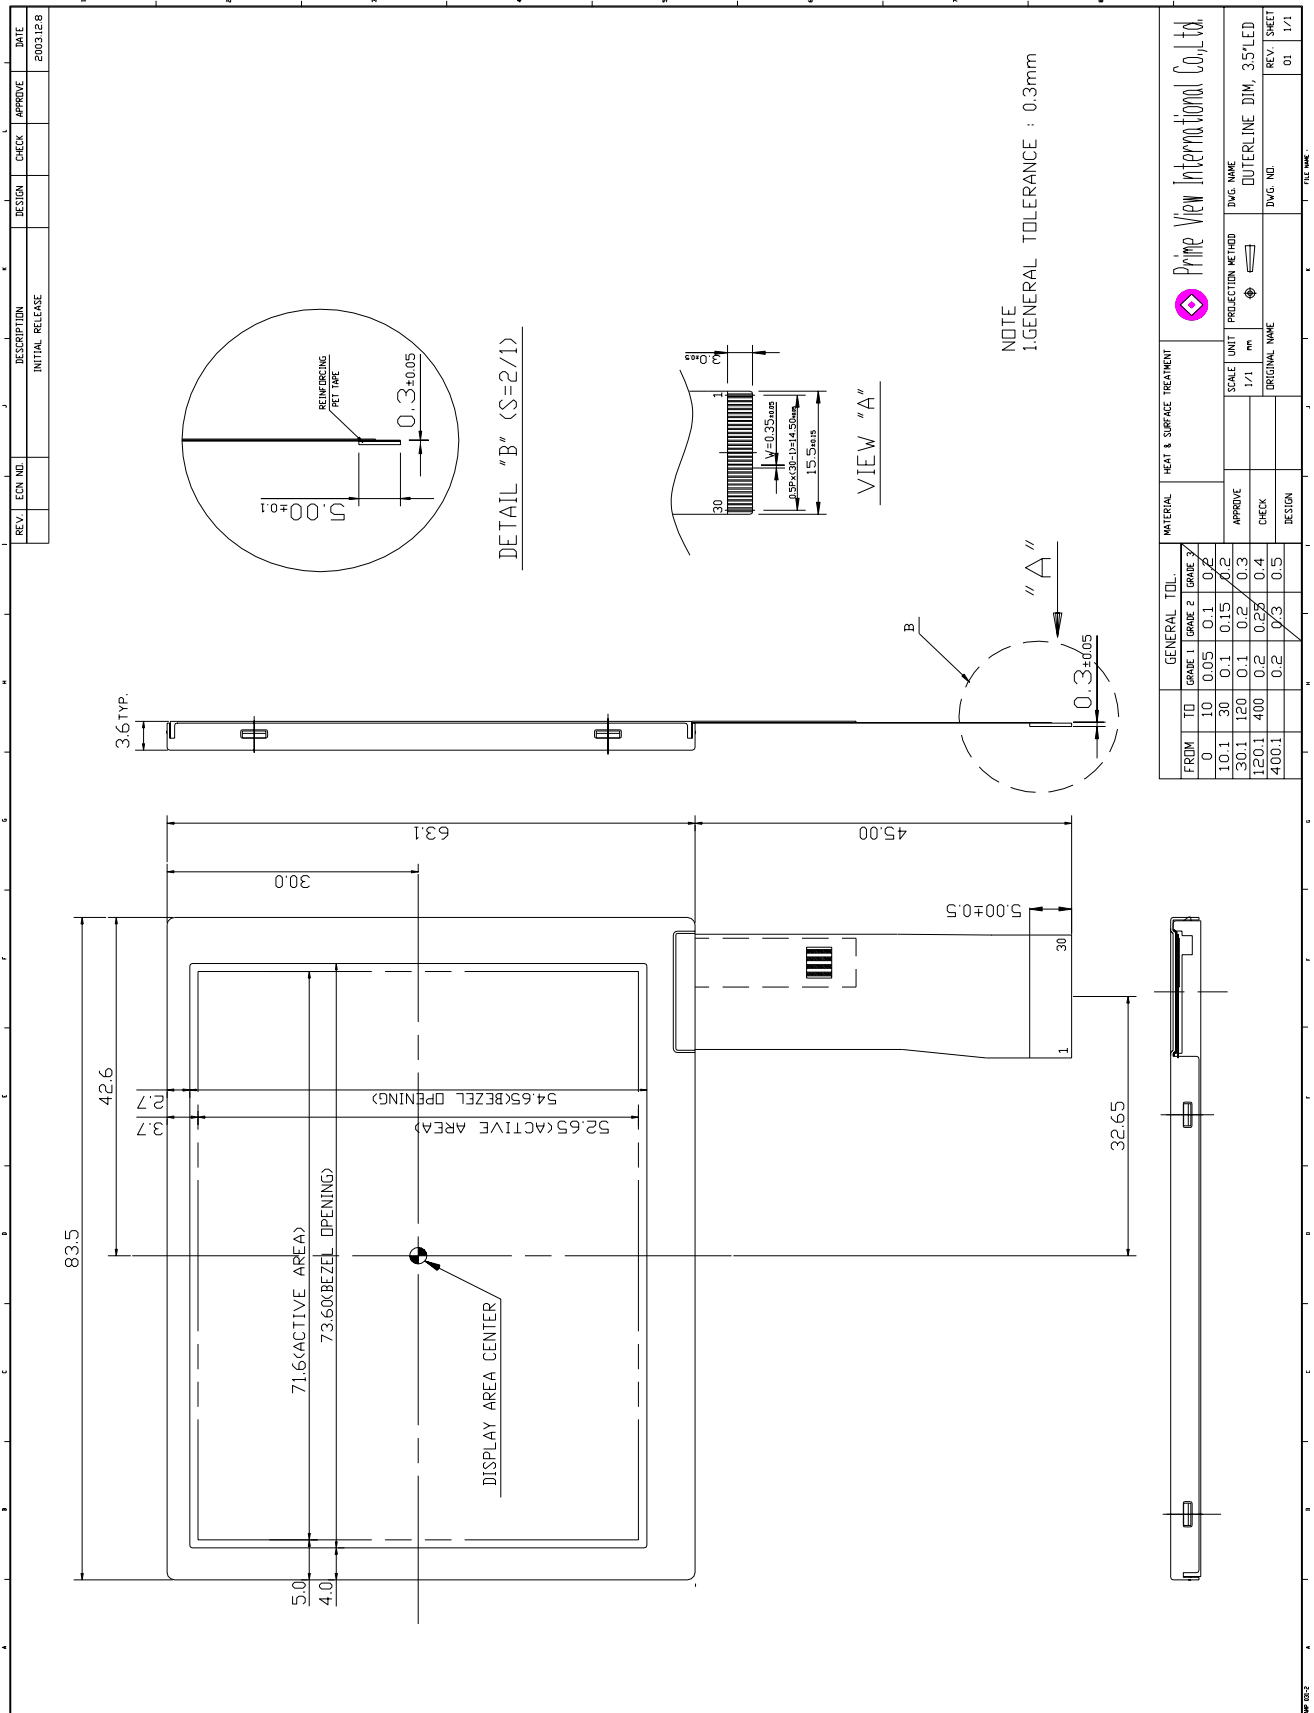 REV.
ECN NO.
DESCRIPTION
DESIGN
CHECK
APPROVE
DATE
INITIAL RELEASE
2003.12.8
83.5
42.6
5.0
4.0
71.6(ACTIVE AREA)
73.60(BEZEL OPENING)
DISPLAY AREA CENTER
2.7
3.7
54.65(BEZEL OPENING)
52.65(ACTIVE AREA)
30.0
63.1
45.00
5.00±0.5
1
30
32.65
3.6 TYP.
B
"A"
0.3±0.05
5.00±0.1
REINFORCING
PET TAPE
0.3±0.05
DETAIL "B" (S=2/1)
3.0±0.5
30
1
W=0.35±0.05
0.5Px(30-1)=14.50±0.05
15.5±0.15
VIEW "A"
NOTE
1.GENERAL TOLERANCE : 0.3mm
GENERAL TOL.
FROM TO GRADE 1 GRADE 2 GRADE 3
0 10 0.05 0.1 0.2
10.1 30 0.1 0.15 0.2
30.1 120 0.1 0.2 0.3
120.1 400 0.2 0.25 0.4
400.1 0.2 0.3 0.5
MATERIAL
HEAT & SURFACE TREATMENT
Prime View International Co.,Ltd.
APPROVE
CHECK
DESIGN
SCALE
1/1
UNIT
mm
PROJECTION METHOD
DWG. NAME
OUTERLINE DIM, 3.5"LED
ORIGINAL NAME
DWG. NO.
REV.
01
SHEET
1/1
FILE NAME :